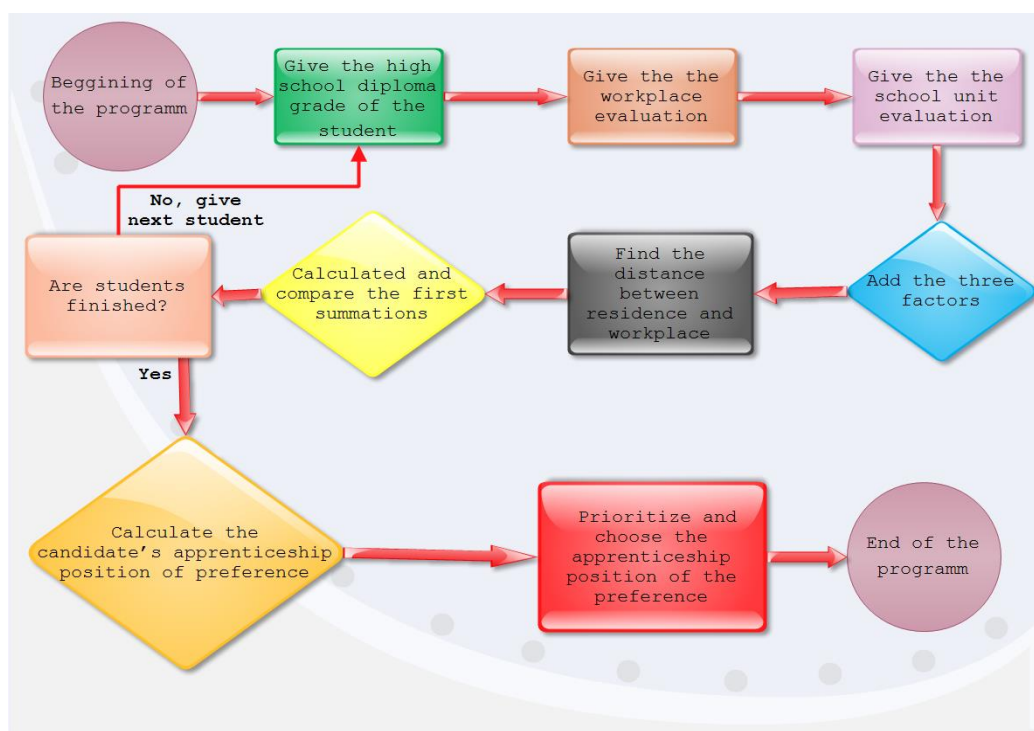 Beggining of
the programm
Give the high
school diploma
grade of the
student
Give the the
workplace
evaluation
Give the the
school unit
evaluation
No, give
next student
Are students
finished?
Calculated and
compare the first
summations
Find the
distance
between
residence and
workplace
Add the three
factors
Yes
Calculate the
candidate's apprenticeship
position of preference
Prioritize and
choose the
apprenticeship
position of the
preference
End of the
programm